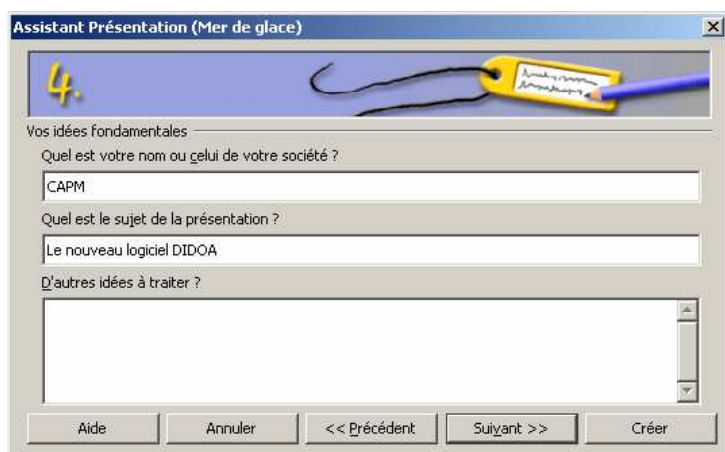 Assistant Présentation (Mer de glace)
4.
Vos idées fondamentales
Quel est votre nom ou celui de votre société ?
CAPM
Quel est le sujet de la présentation ?
Le nouveau logiciel DIDOA
D'autres idées à traiter ?
Aide Annuler << Précédent Suivant >> Créer